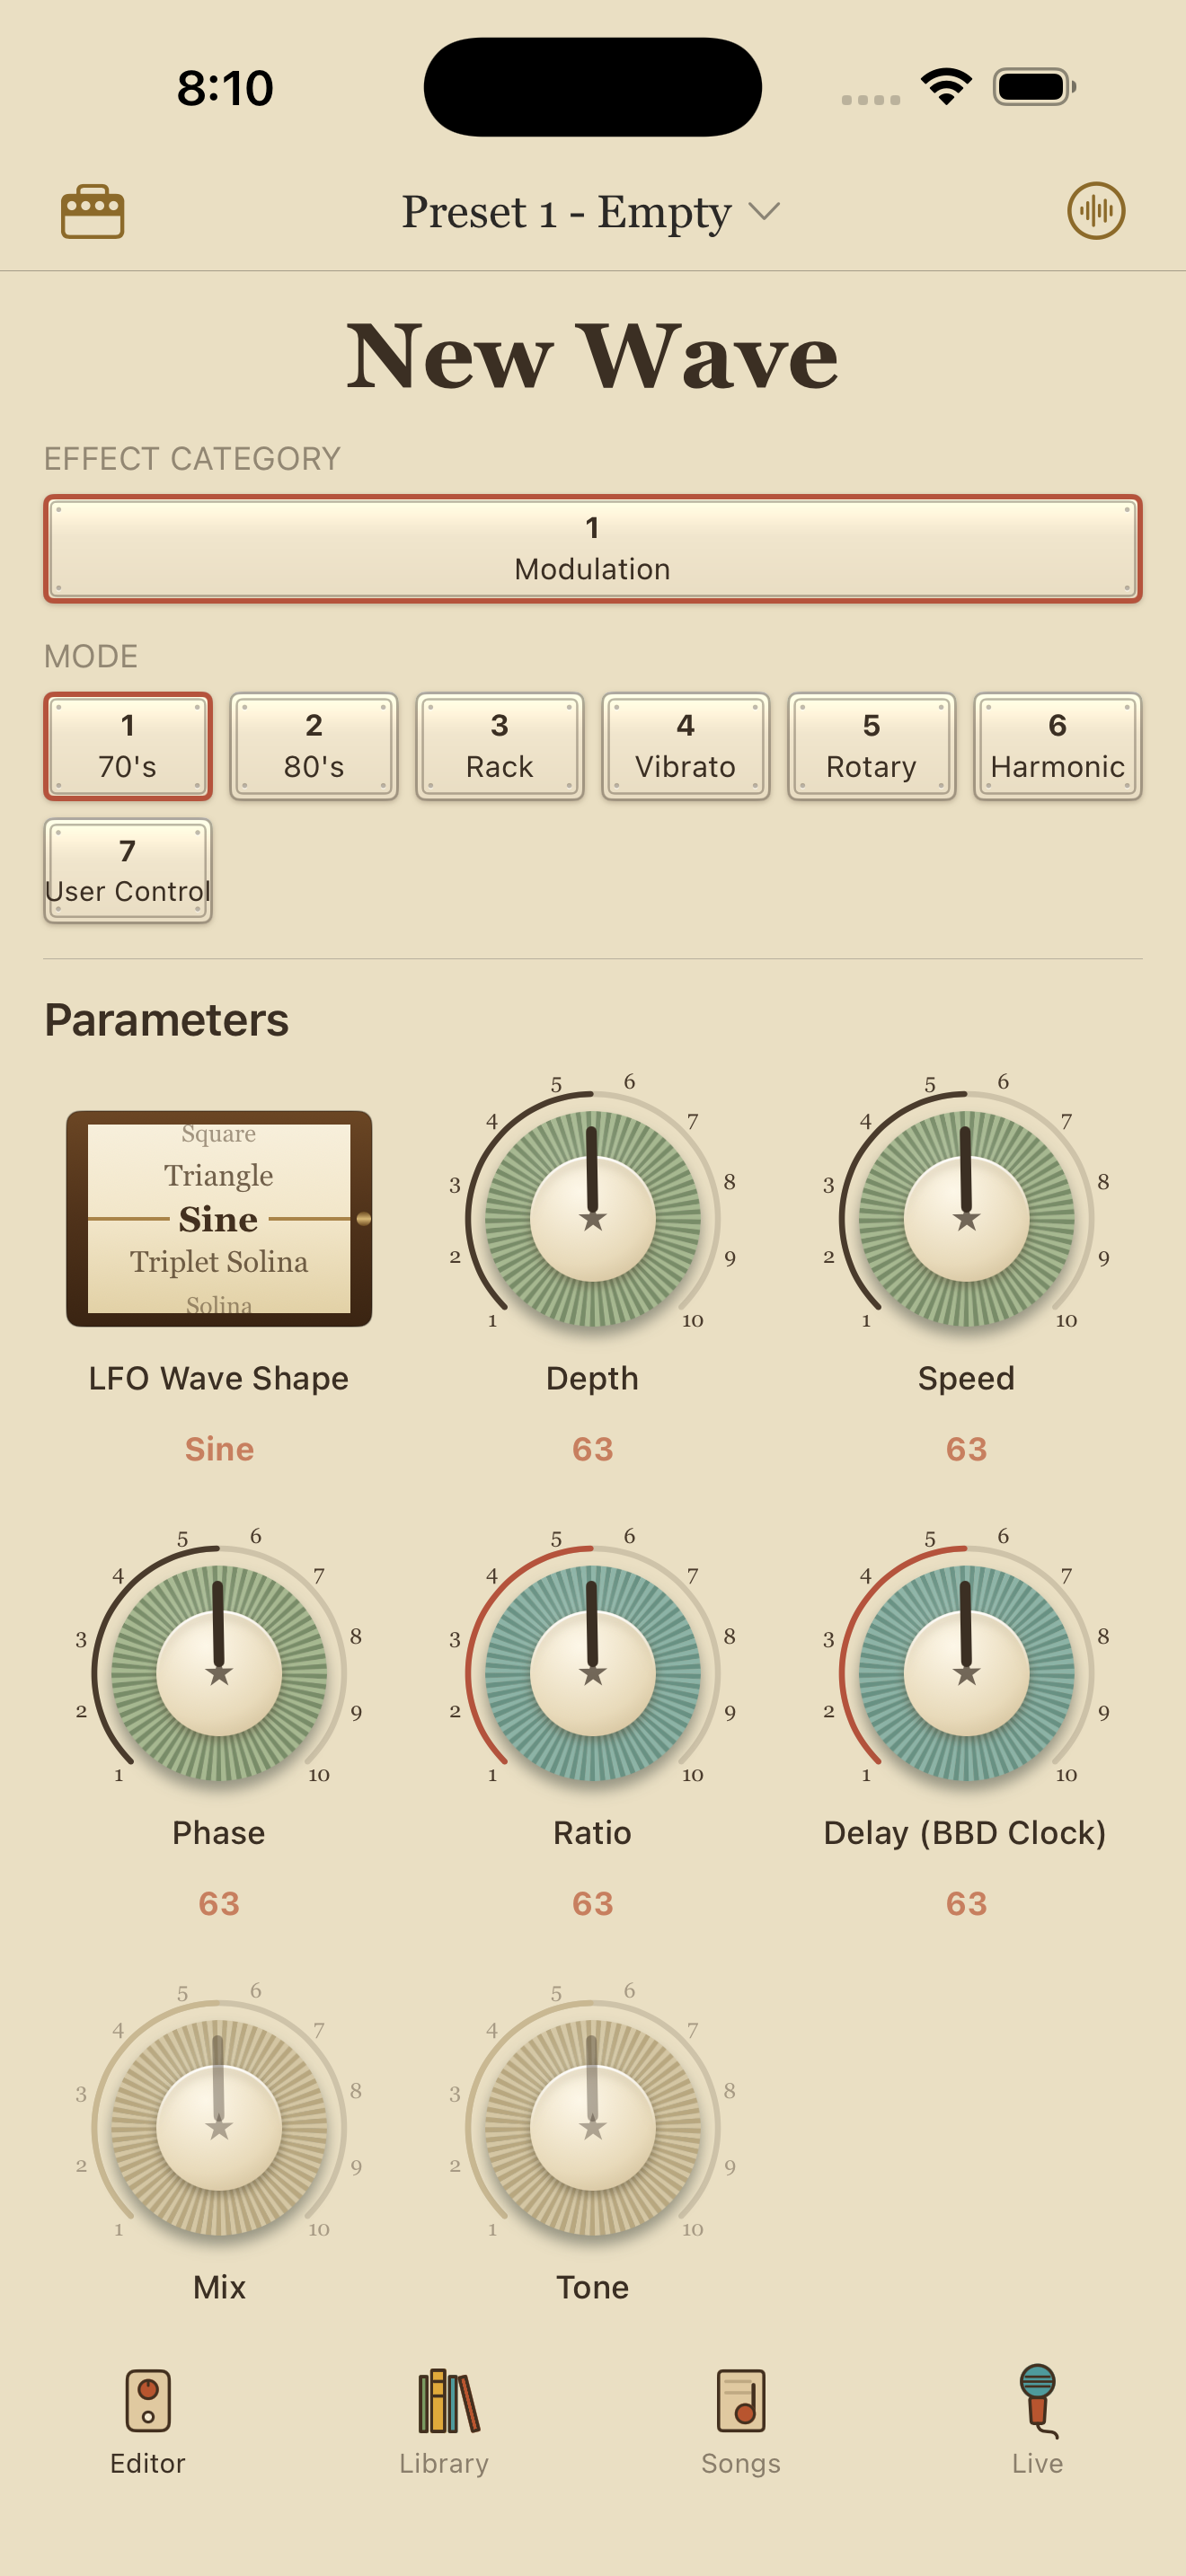 8:10
Preset 1 - Empty
New Wave
EFFECT CATEGORY
1
Modulation
MODE
1
70's
2
80's
3
Rack
4
Vibrato
5
Rotary
6
Harmonic
7
User Control
Parameters
Square
Triangle
Sine
Triplet Solina
Solina
LFO Wave Shape
Sine
1 2 3 4 5 6 7 8 9 10
Depth
63
1 2 3 4 5 6 7 8 9 10
Speed
63
1 2 3 4 5 6 7 8 9 10
Phase
63
1 2 3 4 5 6 7 8 9 10
Ratio
63
1 2 3 4 5 6 7 8 9 10
Delay (BBD Clock)
63
1 2 3 4 5 6 7 8 9 10
Mix
1 2 3 4 5 6 7 8 9 10
Tone
Editor
Library
Songs
Live